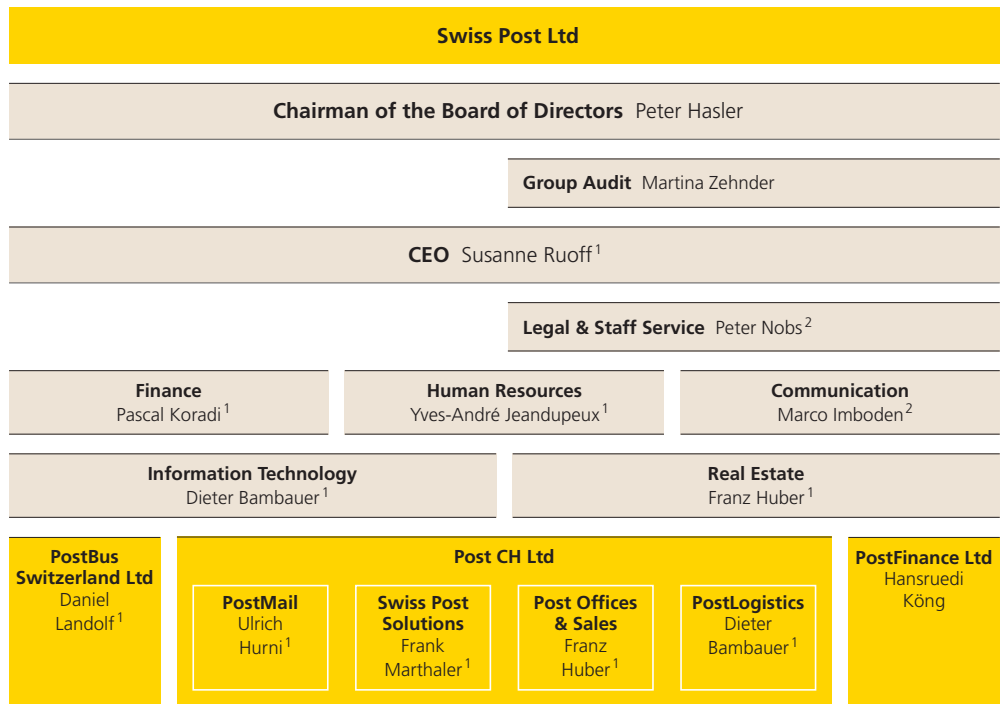 Swiss Post Ltd
Chairman of the Board of Directors Peter Hasler
Group Audit Martina Zehnder
CEO Susanne Ruoff 1
Legal & Staff Service Peter Nobs 2
Finance
Pascal Koradi 1
Human Resources
Yves-André Jeandupeux 1
Communication
Marco Imboden 2
Information Technology
Dieter Bambauer 1
Real Estate
Franz Huber 1
PostBus
Switzerland Ltd
Daniel
Landolf 1
Post CH Ltd
PostMail
Ulrich
Hurni 1
Swiss Post
Solutions
Frank
Marthaler 1
Post Offices
& Sales
Franz
Huber 1
PostLogistics
Dieter
Bambauer 1
PostFinance Ltd
Hansruedi
Köng